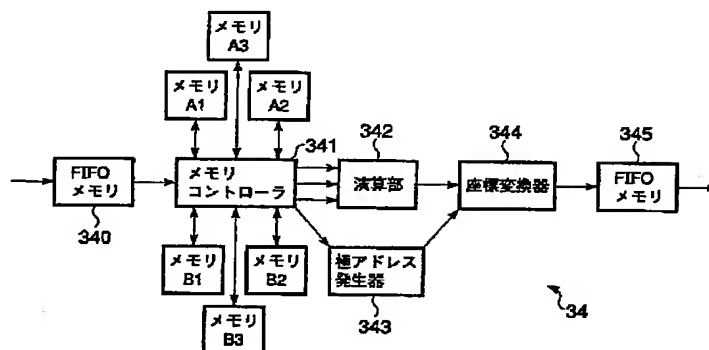 メモリ
A3
メモリ
A1
メモリ
A2
341
342
344
345
FIFO
メモリ
メモリ
コントローラ
演算部
座標変換器
FIFO
メモリ
340
メモリ
B1
メモリ
B2
極アドレス
発生器
メモリ
B3
343
34